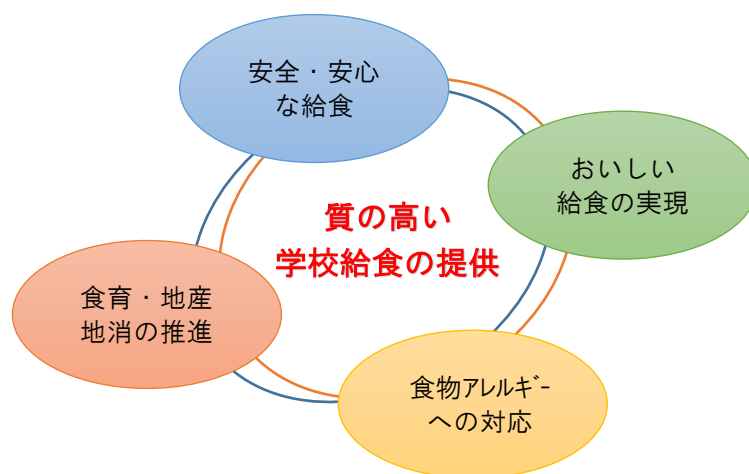 安全・安心
な給食
おいしい
給食の実現
質の高い
学校給食の提供
食育・地産
地消の推進
食物ｱﾚﾙｷﾞｰ
への対応